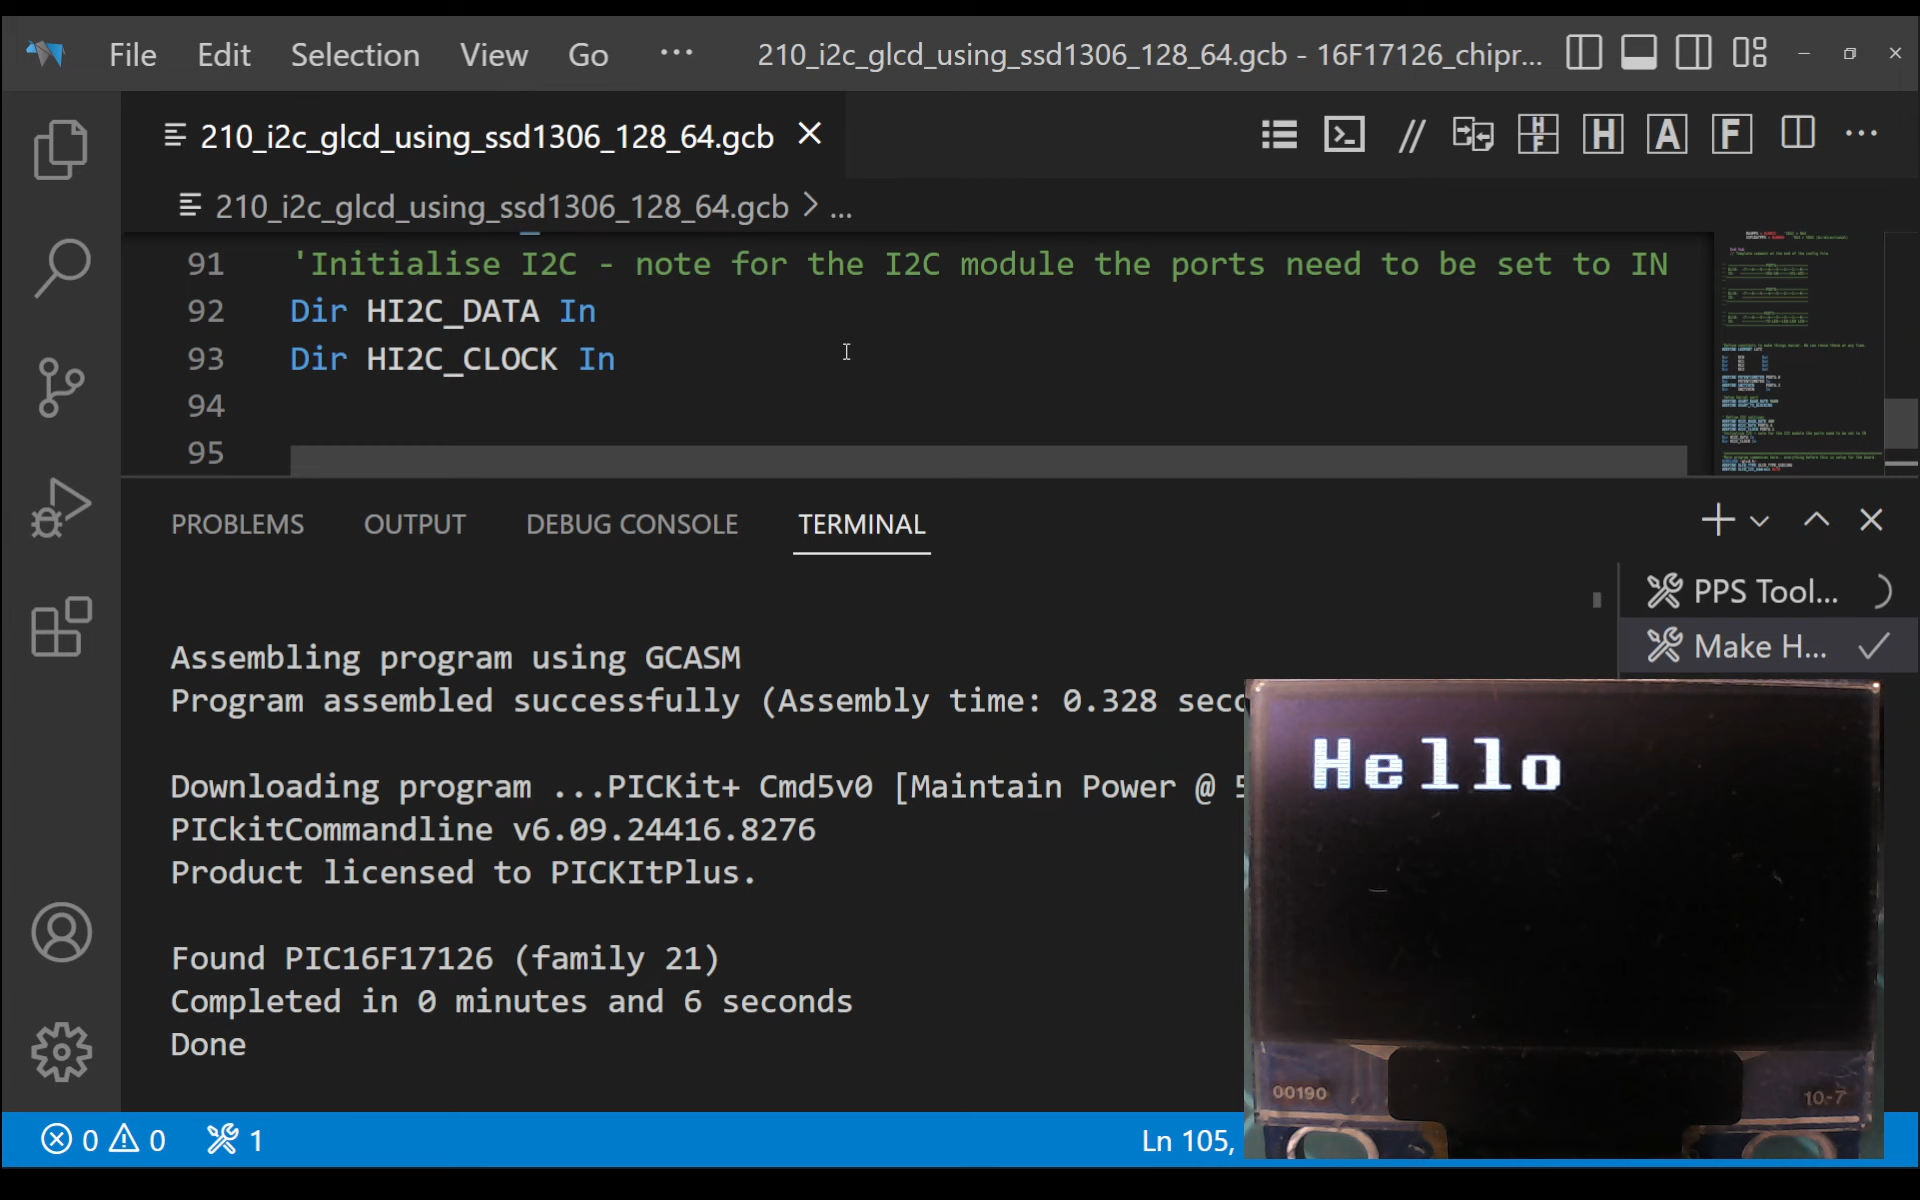 File Edit Selection View Go ··· 210_i2c_glcd_using_ssd1306_128_64.gcb - 16F17126_chipr...
210_i2c_glcd_using_ssd1306_128_64.gcb
H F H A F
210_i2c_glcd_using_ssd1306_128_64.gcb > ...
91 'Initialise I2C - note for the I2C module the ports need to be set to IN
92 Dir HI2C_DATA In
93 Dir HI2C_CLOCK In
94
95
PROBLEMS OUTPUT DEBUG CONSOLE TERMINAL
PPS Tool...
Make H...
Assembling program using GCASM
Program assembled successfully (Assembly time: 0.328 seco
Downloading program ...PICKit+ Cmd5v0 [Maintain Power @ 5
PICkitCommandline v6.09.24416.8276
Product licensed to PICKItPlus.
Found PIC16F17126 (family 21)
Completed in 0 minutes and 6 seconds
Done
Hello
00190 10-7
0 0 1 Ln 105,